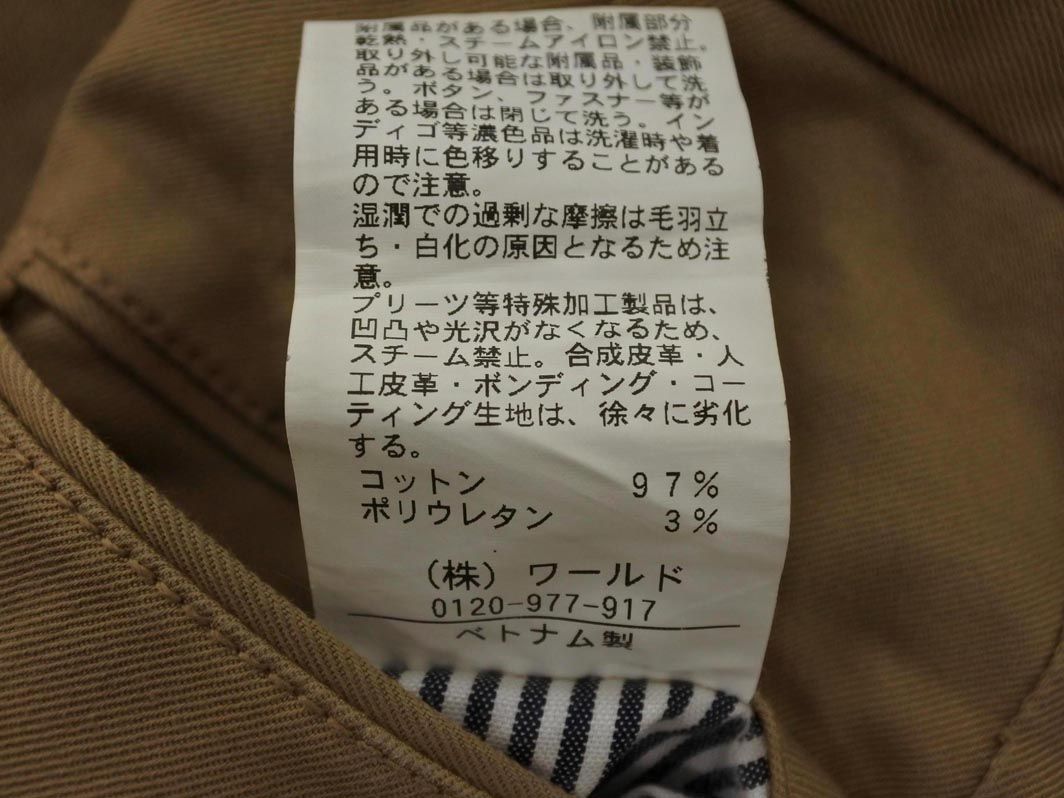 附属品がある場合、附属部分
乾熱・スチームアイロン禁止。
取り外し可能な附属品・装飾
品がある場合は取り外して洗
う。ボタン、ファスナー等が
ある場合は閉じて洗う。イン
ディゴ等濃色品は洗濯時や着
用時に色移りすることがある
ので注意。
湿潤での過剰な摩擦は毛羽立
ち・白化の原因となるため注
意。
プリーツ等特殊加工製品は、
凹凸や光沢がなくなるため、
スチーム禁止。合成皮革・人
工皮革・ボンディング・コー
ティング生地は、徐々に劣化
する。
コットン 97%
ポリウレタン 3%
(株) ワールド
0120-977-917
ベトナム製